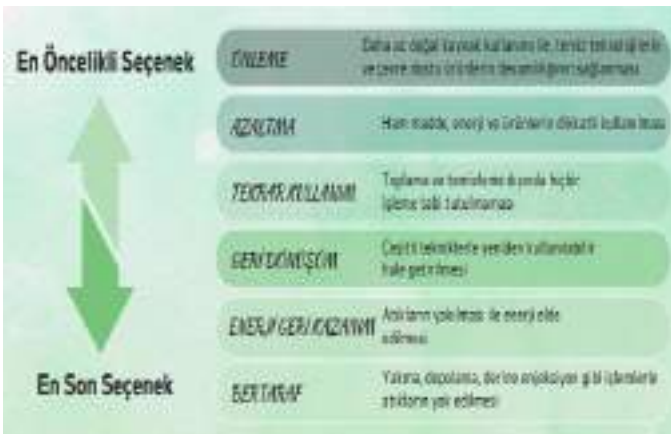 En Öncelikli Seçenek
ÖNLEME
Daha az doğal kaynak kullanımı ile, temiz teknolojilerle
ve çevre dostu ürünlerin devamlılığının sağlanması
AZALTMA
Ham madde, enerji ve ürünlerin dikkatli kullanılması
TEKRAR KULLANIM
Toplama ve temizleme dışında hiçbir
işleme tabi tutulmaması
GERİ DÖNÜŞÜM
Çeşitli tekniklerle yeniden kullanılabilir
hale getirilmesi
ENERJİ GERİ KAZANIMI
Atıkların yakılması ile enerji elde
edilmesi
En Son Seçenek
BERTARAF
Yakma, depolama, derine enjeksiyon gibi işlemlerle
atıkların yok edilmesi